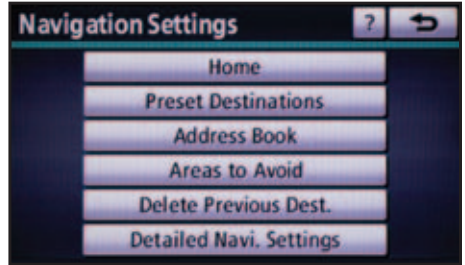 Navigation Settings ?
Home
Preset Destinations
Address Book
Areas to Avoid
Delete Previous Dest.
Detailed Navi. Settings